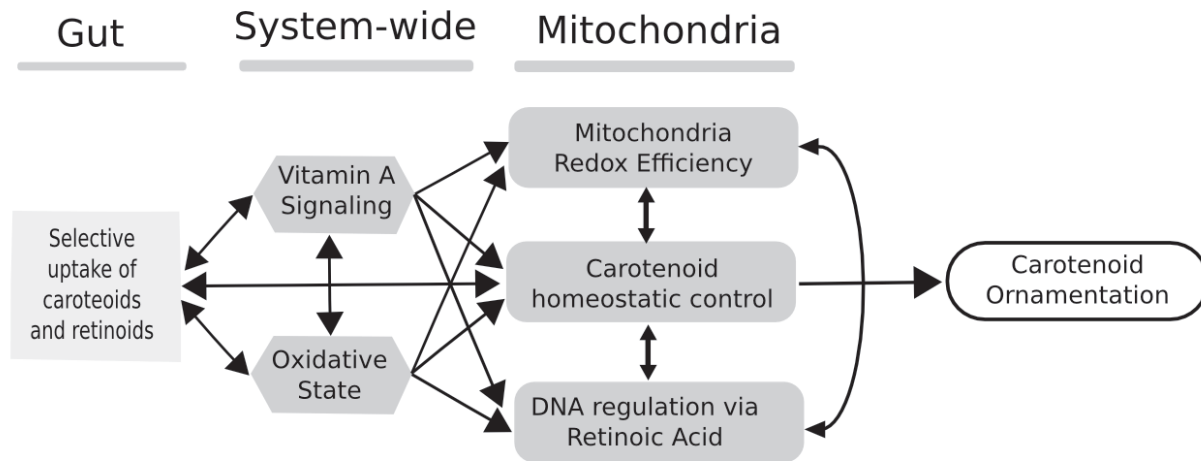 Gut
System-wide
Mitochondria
Mitochondria
Redox Efficiency
Vitamin A
Signaling
Selective
uptake of
caroteoids
and retinoids
Carotenoid
homeostatic control
Carotenoid
Ornamentation
Oxidative
State
DNA regulation via
Retinoic Acid